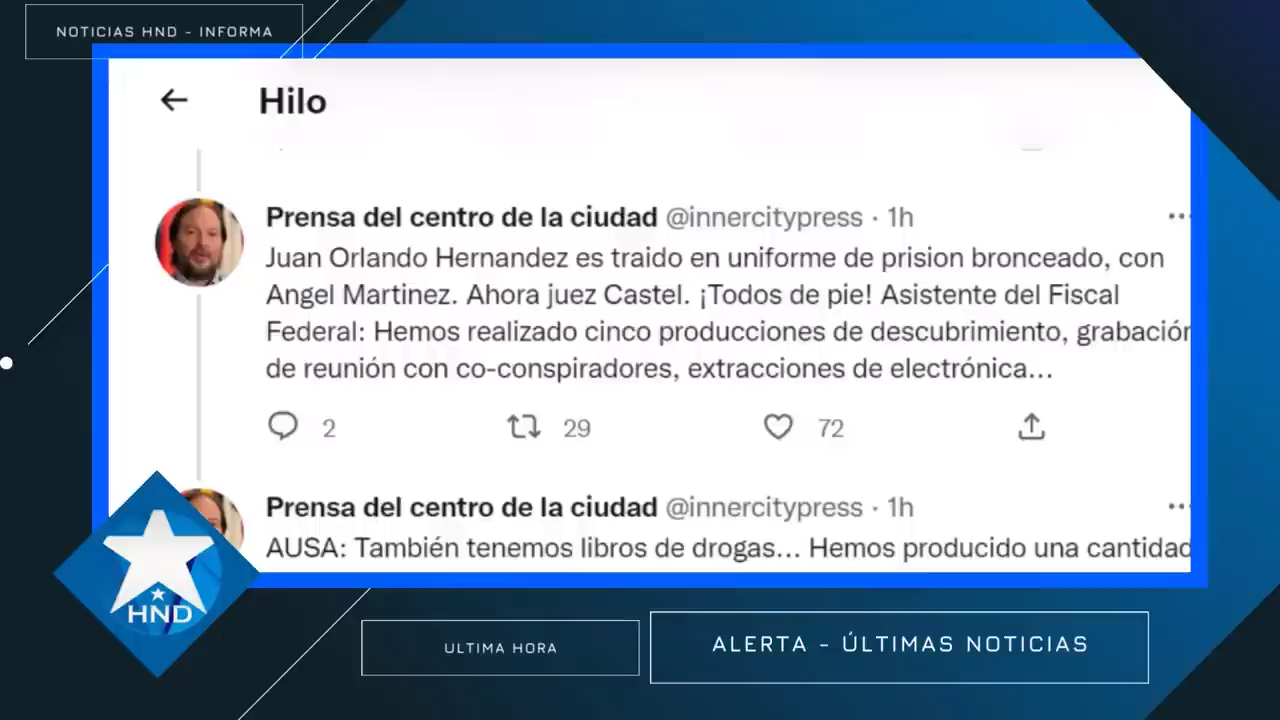 NOTICIAS HND - INFORMA
Hilo
Prensa del centro de la ciudad @innercitypress · 1h
Juan Orlando Hernandez es traido en uniforme de prision bronceado, con
Angel Martinez. Ahora juez Castel. ¡Todos de pie! Asistente del Fiscal
Federal: Hemos realizado cinco producciones de descubrimiento, grabación
de reunión con co-conspiradores, extracciones de electrónica...
2 29 72
Prensa del centro de la ciudad @innercitypress · 1h
AUSA: También tenemos libros de drogas... Hemos producido una cantidad
HND
ULTIMA HORA
ALERTA - ÚLTIMAS NOTICIAS